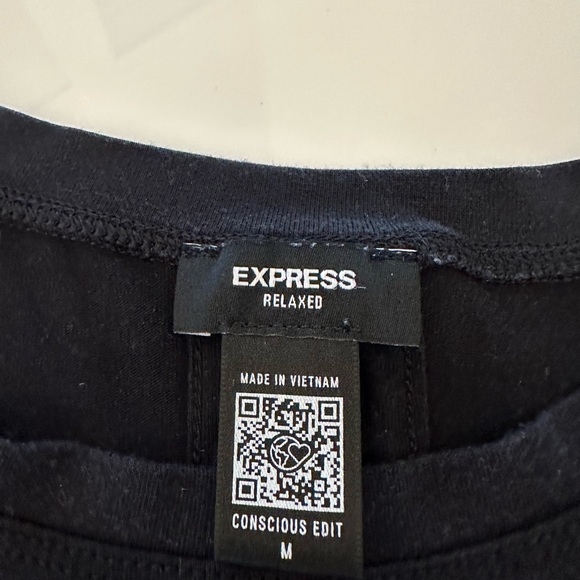 EXPRESS
RELAXED
MADE IN VIETNAM
CONSCIOUS EDIT
M